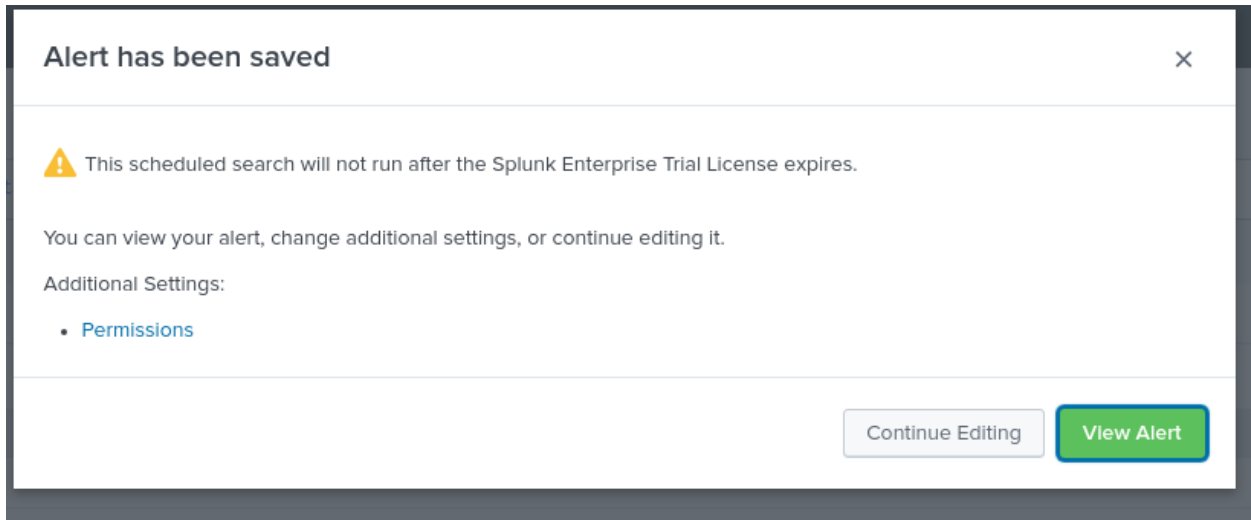 Alert has been saved
This scheduled search will not run after the Splunk Enterprise Trial License expires.
You can view your alert, change additional settings, or continue editing it.
Additional Settings:
• Permissions
Continue Editing
View Alert